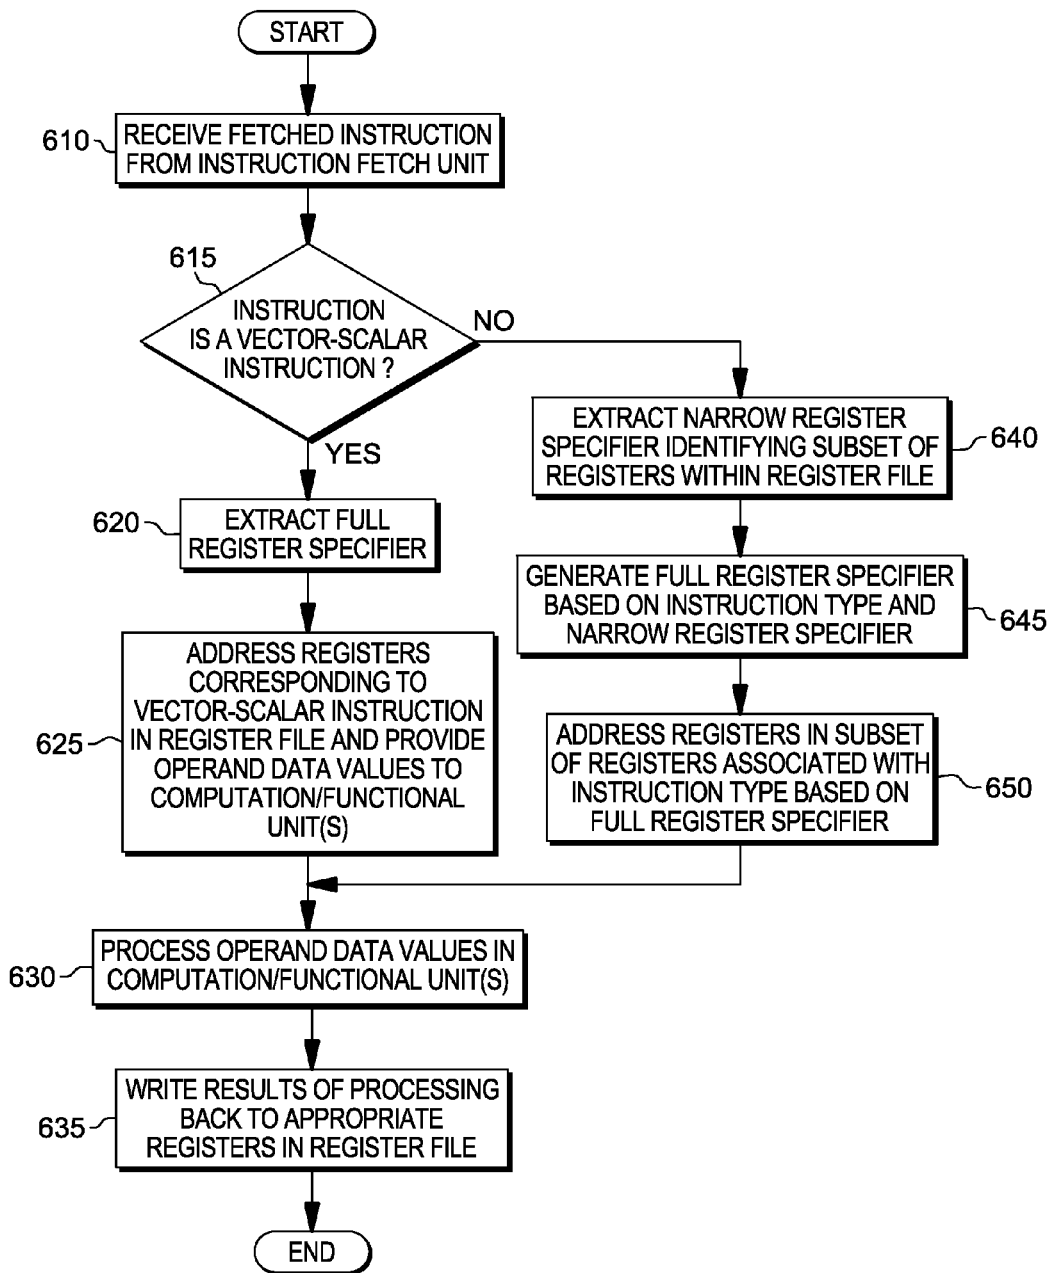 START
610
RECEIVE FETCHED INSTRUCTION
FROM INSTRUCTION FETCH UNIT
615
INSTRUCTION
IS A VECTOR-SCALAR
INSTRUCTION ?
NO
YES
620
EXTRACT FULL
REGISTER SPECIFIER
625
ADDRESS REGISTERS
CORRESPONDING TO
VECTOR-SCALAR INSTRUCTION
IN REGISTER FILE AND PROVIDE
OPERAND DATA VALUES TO
COMPUTATION/FUNCTIONAL
UNIT(S)
EXTRACT NARROW REGISTER
SPECIFIER IDENTIFYING SUBSET OF
REGISTERS WITHIN REGISTER FILE
640
GENERATE FULL REGISTER SPECIFIER
BASED ON INSTRUCTION TYPE AND
NARROW REGISTER SPECIFIER
645
ADDRESS REGISTERS IN SUBSET
OF REGISTERS ASSOCIATED WITH
INSTRUCTION TYPE BASED ON
FULL REGISTER SPECIFIER
650
630
PROCESS OPERAND DATA VALUES IN
COMPUTATION/FUNCTIONAL UNIT(S)
635
WRITE RESULTS OF PROCESSING
BACK TO APPROPRIATE
REGISTERS IN REGISTER FILE
END